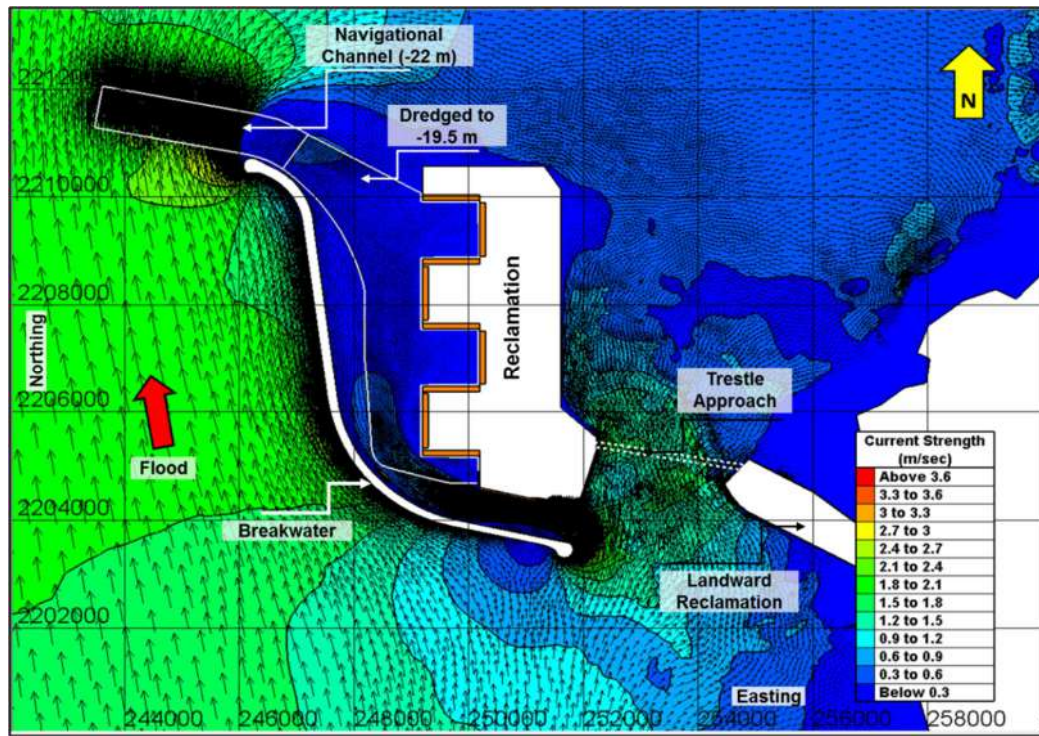 Navigational
Channel (-22 m)
Dredged to
-19.5 m
N
2212000
2210000
2208000
2206000
2204000
2202000
Northing
Reclamation
Trestle
Approach
Flood
Breakwater
Landward
Reclamation
Easting
244000
246000
248000
250000
252000
254000
256000
258000
Current Strength
(m/sec)
Above 3.6
3.3 to 3.6
3 to 3.3
2.7 to 3
2.4 to 2.7
2.1 to 2.4
1.8 to 2.1
1.5 to 1.8
1.2 to 1.5
0.9 to 1.2
0.6 to 0.9
0.3 to 0.6
Below 0.3